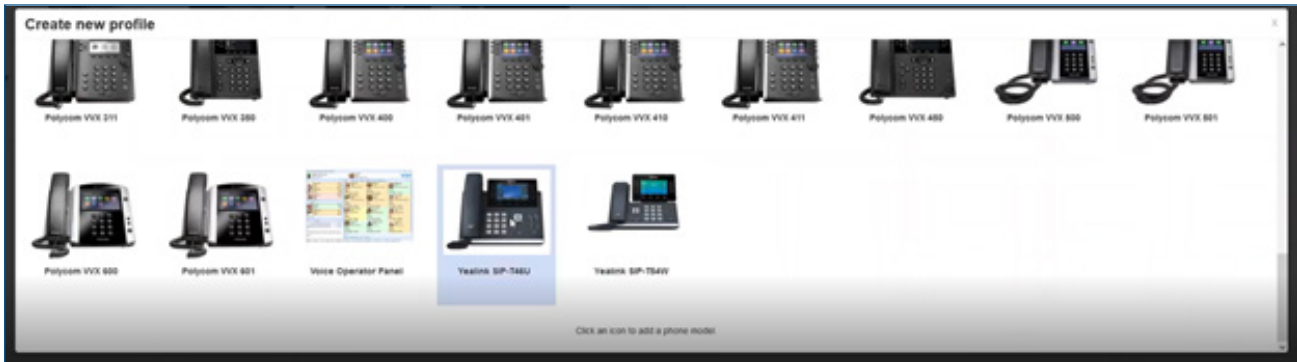 Create new profile
X
Polycom VVX 311
Polycom VVX 350
Polycom VVX 400
Polycom VVX 401
Polycom VVX 410
Polycom VVX 411
Polycom VVX 450
Polycom VVX 500
Polycom VVX 501
Polycom VVX 600
Polycom VVX 601
Voice Operator Panel
Yealink SIP-T46U
Yealink SIP-T54W
Click an icon to add a phone model.